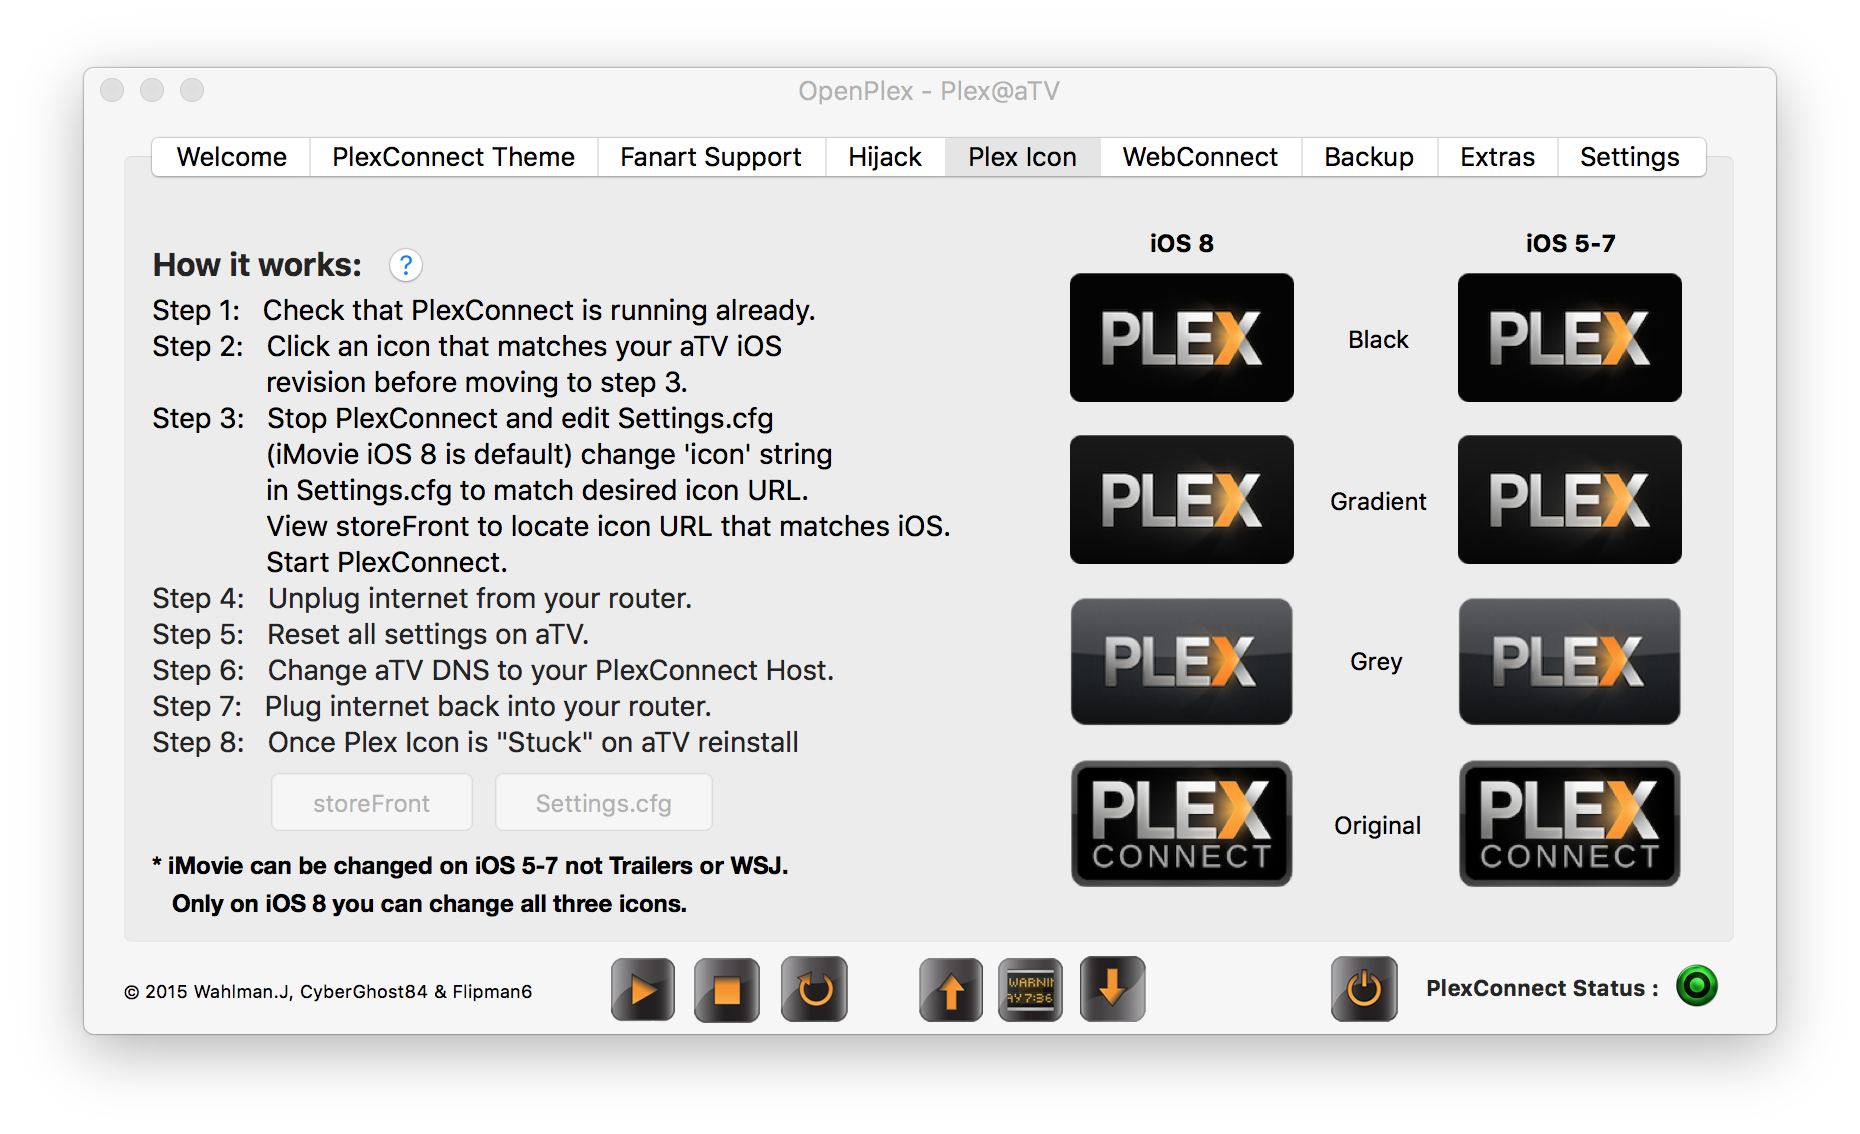 OpenPlex - Plex@aTV
Welcome PlexConnect Theme Fanart Support Hijack Plex Icon WebConnect Backup Extras Settings
How it works: ?
Step 1: Check that PlexConnect is running already.
Step 2: Click an icon that matches your aTV iOS
revision before moving to step 3.
Step 3: Stop PlexConnect and edit Settings.cfg
(iMovie iOS 8 is default) change 'icon' string
in Settings.cfg to match desired icon URL.
View storeFront to locate icon URL that matches iOS.
Start PlexConnect.
Step 4: Unplug internet from your router.
Step 5: Reset all settings on aTV.
Step 6: Change aTV DNS to your PlexConnect Host.
Step 7: Plug internet back into your router.
Step 8: Once Plex Icon is "Stuck" on aTV reinstall
storeFront Settings.cfg
* iMovie can be changed on iOS 5-7 not Trailers or WSJ.
Only on iOS 8 you can change all three icons.
iOS 8 iOS 5-7
PLEX Black PLEX
PLEX Gradient PLEX
PLEX Grey PLEX
PLEX CONNECT Original PLEX CONNECT
© 2015 Wahlman.J, CyberGhost84 & Flipman6
WARNIN
AY 7:36
PlexConnect Status :